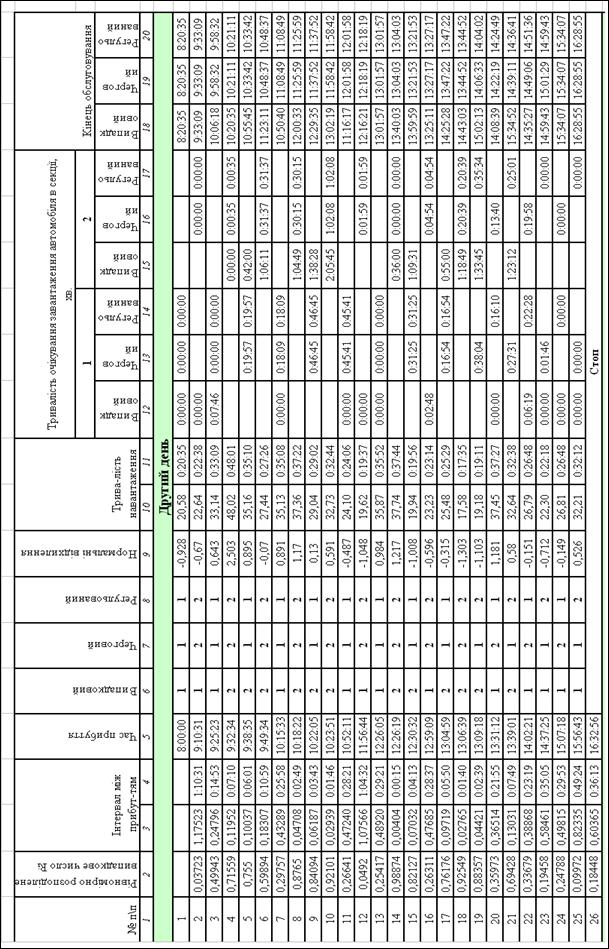 № п\п Рівномірно розподілене випадкове число Rᵢ Інтервал між прибут-тям Час прибуття Випадковий Черговий Регульований Нормальні відхилення Трива-лість навантаження Тривалість очікування завантаження автомобіля в секції, хв. Кінець обслуговування
1 2
Випадк овий Чергов ий Регульо ваний Випадк овий Чергов ий Регульо ваний Випадк овий Чергов ий Регульо ваний
1 2 3 4 5 6 7 8 9 10 11 12 13 14 15 16 17 18 19 20
Другий день
1 8:00:00 1 1 1 -0,928 20,58 0:20:35 0:00:00 0:00:00 0:00:00 8:20:35 8:20:35 8:20:35
2 0,03723 1,17523 1:10:31 9:10:31 1 2 2 -0,67 22,64 0:22:38 0:00:00 0:00:00 0:00:00 9:33:09 9:33:09 9:33:09
3 0,49943 0,24796 0:14:53 9:25:23 1 1 1 0,643 33,14 0:33:09 0:07:46 0:00:00 0:00:00 10:06:18 9:58:32 9:58:32
4 0,71559 0,11952 0:07:10 9:32:34 2 2 2 2,503 48,02 0:48:01 0:00:00 0:00:35 0:00:35 10:20:35 10:21:11 10:21:11
5 0,755 0,10037 0:06:01 9:38:35 2 1 1 0,895 35,16 0:35:10 0:19:57 0:19:57 0:42:00 10:55:45 10:33:42 10:33:42
6 0,59894 0,18307 0:10:59 9:49:34 2 2 2 -0,07 27,44 0:27:26 1:06:11 0:31:37 0:31:37 11:23:11 10:48:37 10:48:37
7 0,29757 0,43289 0:25:58 10:15:33 1 1 1 0,891 35,13 0:35:08 0:00:00 0:18:09 0:18:09 10:50:40 11:08:49 11:08:49
8 0,8765 0,04708 0:02:49 10:18:22 2 2 2 1,17 37,36 0:37:22 1:04:49 0:30:15 0:30:15 12:00:33 11:25:59 11:25:59
9 0,84094 0,06187 0:03:43 10:22:05 2 1 1 0,13 29,04 0:29:02 0:46:45 0:46:45 1:38:28 12:29:35 11:37:52 11:37:52
10 0,92101 0,02939 0:01:46 10:23:51 2 2 2 0,591 32,73 0:32:44 2:05:45 1:02:08 1:02:08 13:02:19 11:58:42 11:58:42
11 0,26641 0,47240 0:28:21 10:52:11 1 1 1 -0,487 24,10 0:24:06 0:00:00 0:45:41 0:45:41 11:16:17 12:01:58 12:01:58
12 0,0492 1,07566 1:04:32 11:56:44 1 2 2 -1,048 19,62 0:19:37 0:00:00 0:01:59 0:01:59 12:16:21 12:18:19 12:18:19
13 0,25417 0,48920 0:29:21 12:26:05 1 1 1 0,984 35,87 0:35:52 0:00:00 0:00:00 0:00:00 13:01:57 13:01:57 13:01:57
14 0,98874 0,00404 0:00:15 12:26:19 2 2 2 1,217 37,74 0:37:44 0:36:00 0:00:00 0:00:00 13:40:03 13:04:03 13:04:03
15 0,82127 0,07032 0:04:13 12:30:32 2 1 1 -1,008 19,94 0:19:56 0:31:25 0:31:25 1:09:31 13:59:59 13:21:53 13:21:53
16 0,26311 0,47685 0:28:37 12:59:09 1 2 2 -0,596 23,23 0:23:14 0:02:48 0:04:54 0:04:54 13:25:11 13:27:17 13:27:17
17 0,76176 0,09719 0:05:50 13:04:59 2 1 1 -0,315 25,48 0:25:29 0:16:54 0:16:54 0:55:00 14:25:28 13:47:22 13:47:22
18 0,92549 0,02765 0:01:40 13:06:39 2 2 2 -1,303 17,58 0:17:35 1:18:49 0:20:39 0:20:39 14:43:03 13:44:52 13:44:52
19 0,88357 0,04421 0:02:39 13:09:18 2 1 2 -1,103 19,18 0:19:11 0:38:04 1:33:45 0:35:34 15:02:13 14:06:33 14:04:02
20 0,35973 0,36514 0:21:55 13:31:12 1 2 1 1,181 37,45 0:37:27 0:00:00 0:16:10 0:13:40 14:08:39 14:22:19 14:24:49
21 0,69428 0,13031 0:07:49 13:39:01 2 1 2 0,58 32,64 0:32:38 0:27:31 1:23:12 0:25:01 15:34:52 14:39:11 14:36:41
22 0,33679 0,38868 0:23:19 14:02:21 1 2 1 -0,151 26,79 0:26:48 0:06:19 0:22:28 0:19:58 14:35:27 14:49:06 14:51:36
23 0,19458 0,58461 0:35:05 14:37:25 1 1 2 -0,712 22,30 0:22:18 0:00:00 0:01:46 0:00:00 14:59:43 15:01:29 14:59:43
24 0,24788 0,49815 0:29:53 15:07:18 1 2 1 -0,149 26,81 0:26:48 0:00:00 0:00:00 0:00:00 15:34:07 15:34:07 15:34:07
25 0,09972 0,82335 0:49:24 15:56:43 1 1 2 0,526 32,21 0:32:12 0:00:00 0:00:00 0:00:00 16:28:55 16:28:55 16:28:55
26 0,18448 0,60365 0:36:13 16:32:56 Стоп